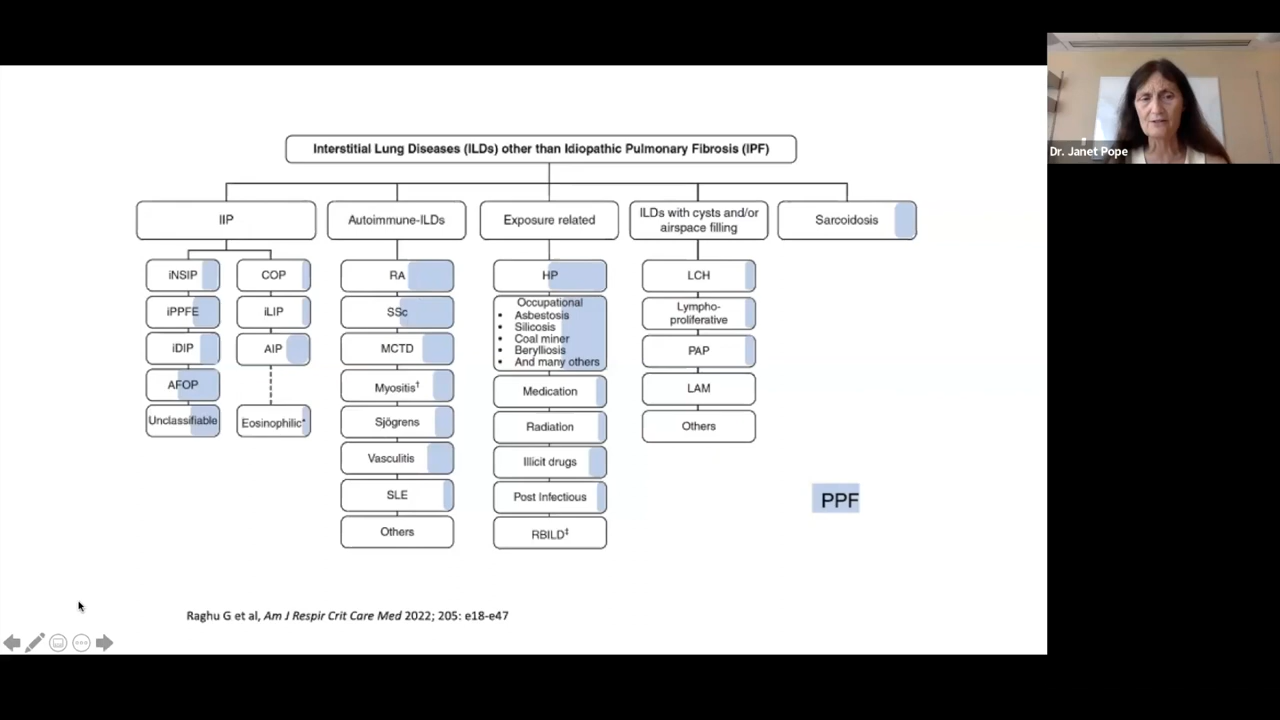 Dr. Janet Pope
Interstitial Lung Diseases (ILDs) other than Idiopathic Pulmonary Fibrosis (IPF)
IIP
Autoimmune-ILDs
Exposure related
ILDs with cysts and/or
airspace filling
Sarcoidosis
iNSIP
iPPFE
iDIP
AFOP
Unclassifiable
COP
iLIP
AIP
Eosinophilic*
RA
SSc
MCTD
Myositis†
Sjögrens
Vasculitis
SLE
Others
HP
Occupational
• Asbestosis
• Silicosis
• Coal miner
• Berylliosis
• And many others
Medication
Radiation
Illicit drugs
Post Infectious
RBILD‡
LCH
Lympho-
proliferative
PAP
LAM
Others
PPF
Raghu G et al, Am J Respir Crit Care Med 2022; 205: e18-e47